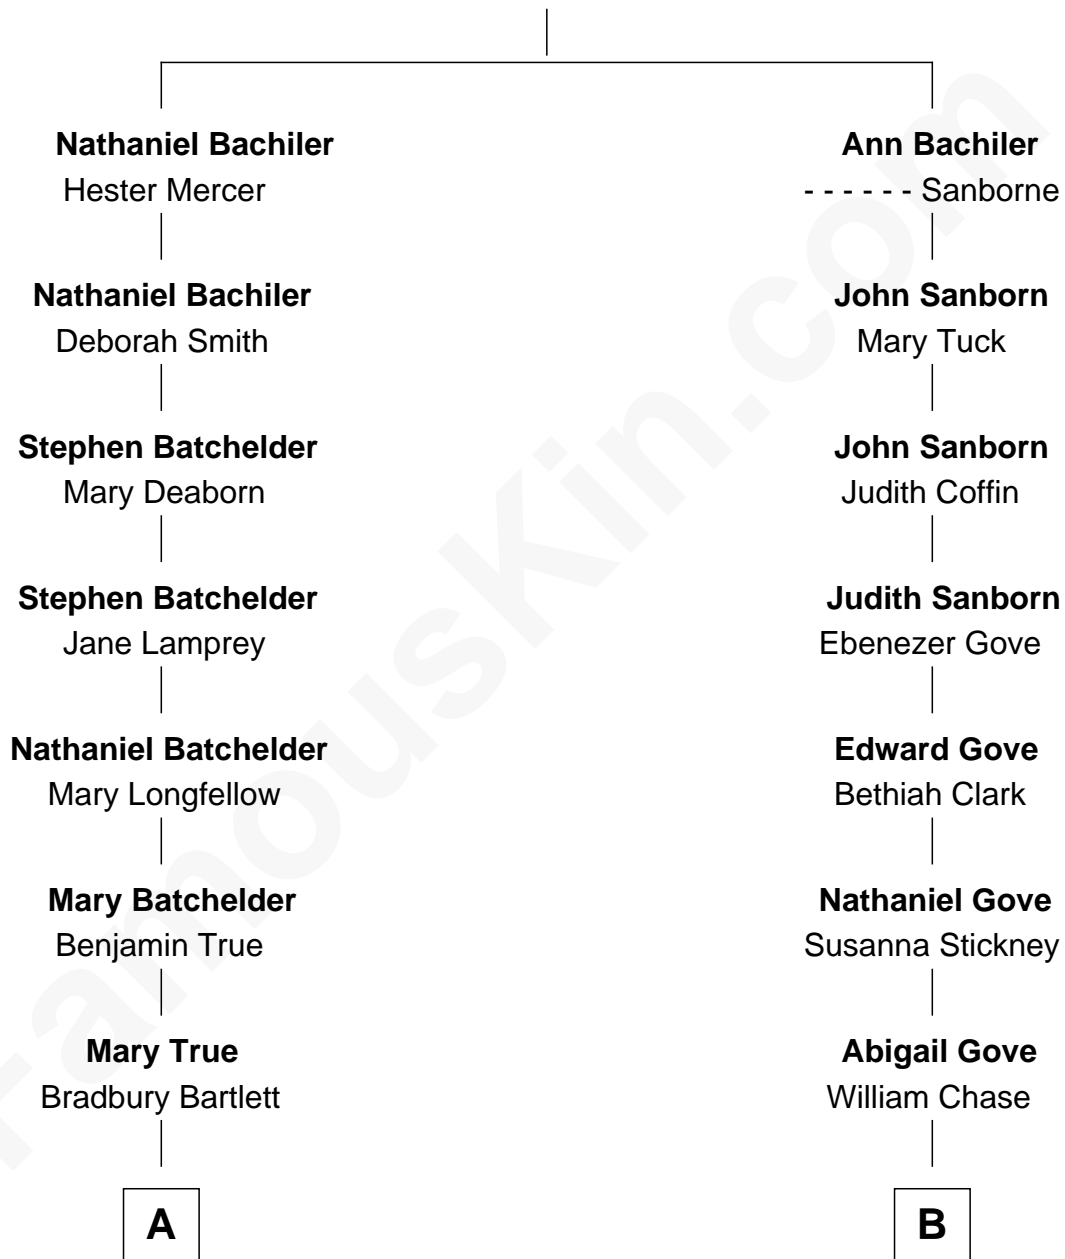 Nathaniel Bachiler
Hester Mercer
Nathaniel Bachiler
Deborah Smith
Stephen Batchelder
Mary Deaborn
Stephen Batchelder
Jane Lamprey
Nathaniel Batchelder
Mary Longfellow
Mary Batchelder
Benjamin True
Mary True
Bradbury Bartlett
A
Ann Bachiler
- - - - - - Sanborne
John Sanborn
Mary Tuck
John Sanborn
Judith Coffin
Judith Sanborn
Ebenezer Gove
Edward Gove
Bethiah Clark
Nathaniel Gove
Susanna Stickney
Abigail Gove
William Chase
B
FamousKin.com